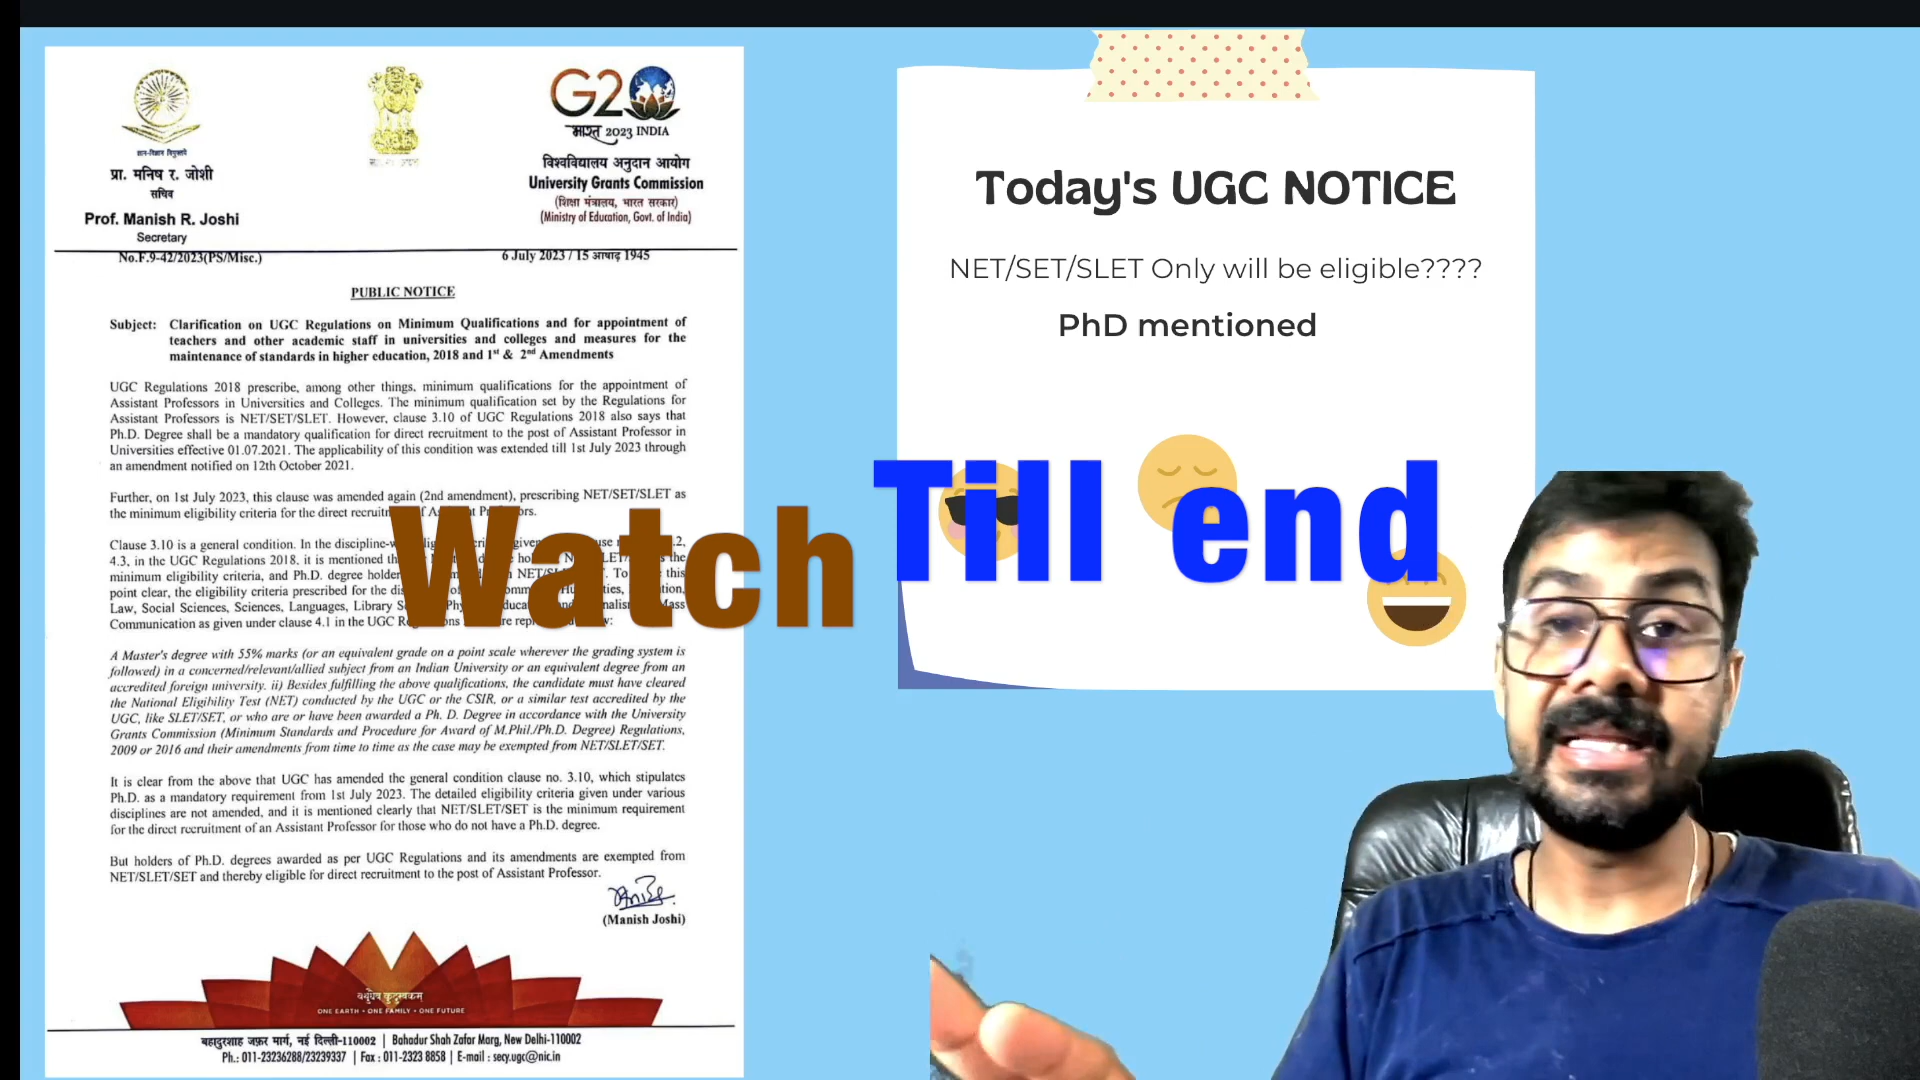 ज्ञान-विज्ञान विमुक्तये
प्रा. मनिष र. जोशी
सचिव
Prof. Manish R. Joshi
Secretary
G20
भारत 2023 INDIA
विश्वविद्यालय अनुदान आयोग
University Grants Commission
(शिक्षा मंत्रालय, भारत सरकार)
(Ministry of Education, Govt. of India)
No.F.9-42/2023(PS/Misc.)
6 July 2023 / 15 आषाढ़ 1945
PUBLIC NOTICE
Subject: Clarification on UGC Regulations on Minimum Qualifications and for appointment of
teachers and other academic staff in universities and colleges and measures for the
maintenance of standards in higher education, 2018 and 1st & 2nd Amendments
UGC Regulations 2018 prescribe, among other things, minimum qualifications for the appointment of
Assistant Professors in Universities and Colleges. The minimum qualification set by the Regulations for
Assistant Professors is NET/SET/SLET. However, clause 3.10 of UGC Regulations 2018 also says that
Ph.D. Degree shall be a mandatory qualification for direct recruitment to the post of Assistant Professor in
Universities effective 01.07.2021. The applicability of this condition was extended till 1st July 2023 through
an amendment notified on 12th October 2021.
Further, on 1st July 2023, this clause was amended again (2nd amendment), prescribing NET/SET/SLET as
the minimum eligibility criteria for the direct
Clause 3.10 is a general condition. In the
4.3, in the UGC Regulations 2018, it is mentioned the
minimum eligibility criteria, and Ph.D. degree To this
point clear, the eligibility criteria prescribed for the
Law, Social Sciences, Sciences, Languages, Library Mass
Communication as given under clause 4.1 in the UGC
A Master's degree with 55% marks (or an equivalent grade on a point scale wherever the grading system is
followed) in a concerned/relevant/allied subject from an Indian University or an equivalent degree from an
accredited foreign university. ii) Besides fulfilling the above qualifications, the candidate must have cleared
the National Eligibility Test (NET) conducted by the UGC or the CSIR, or a similar test accredited by the
UGC, like SLET/SET, or who are or have been awarded a Ph. D. Degree in accordance with the University
Grants Commission (Minimum Standards and Procedure for Award of M.Phil./Ph.D. Degree) Regulations,
2009 or 2016 and their amendments from time to time as the case may be exempted from NET/SLET/SET.
It is clear from the above that UGC has amended the general condition clause no. 3.10, which stipulates
Ph.D. as a mandatory requirement from 1st July 2023. The detailed eligibility criteria given under various
disciplines are not amended, and it is mentioned clearly that NET/SLET/SET is the minimum requirement
for the direct recruitment of an Assistant Professor for those who do not have a Ph.D. degree.
But holders of Ph.D. degrees awarded as per UGC Regulations and its amendments are exempted from
NET/SLET/SET and thereby eligible for direct recruitment to the post of Assistant Professor.
(Manish Joshi)
वसुधैव कुटुम्बकम्
ONE EARTH • ONE FAMILY • ONE FUTURE
बहादुरशाह ज़फ़र मार्ग, नई दिल्ली-110002 | Bahadur Shah Zafar Marg, New Delhi-110002
Ph.: 011-23236288/23239337 | Fax : 011-2323 8858 | E-mail : secy.ugc@nic.in
Today's UGC NOTICE
NET/SET/SLET Only will be eligible????
PhD mentioned
Watch Till end